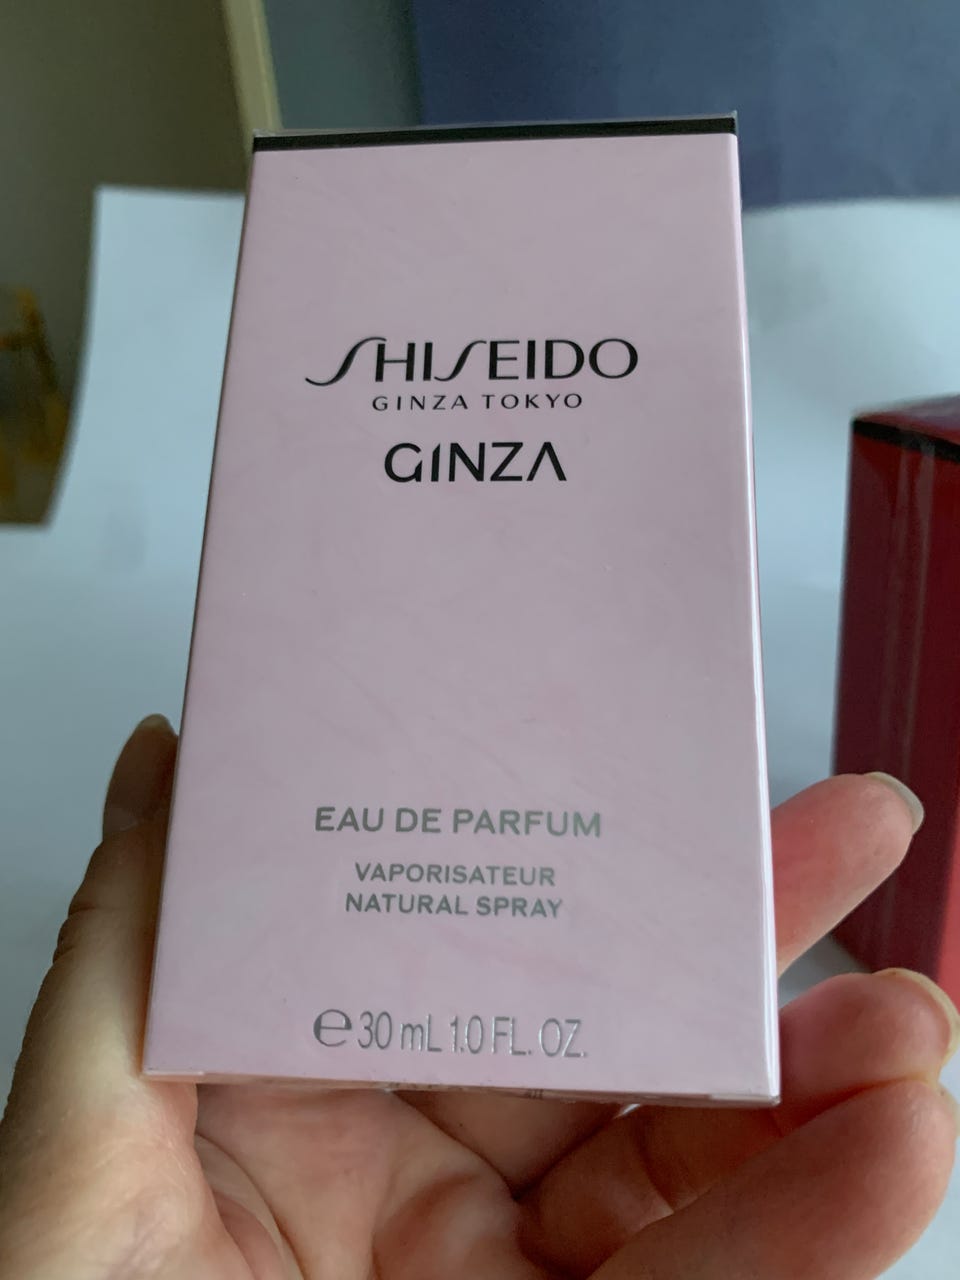 SHISEIDO
GINZA TOKYO
GINZA
EAU DE PARFUM
VAPORISATEUR
NATURAL SPRAY
℮ 30 mL 1.0 FL. OZ.